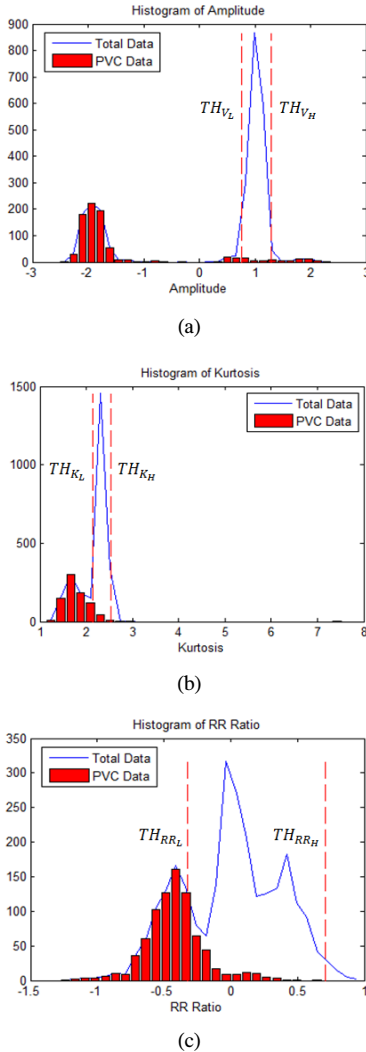 Histogram of Amplitude
900
800
700
600
500
400
300
200
100
0
Total Data
PVC Data
TH_{V_L}
TH_{V_H}
-3 -2 -1 0 1 2 3
Amplitude
(a)
Histogram of Kurtosis
1500
1000
500
0
Total Data
PVC Data
TH_{K_L}
TH_{K_H}
1 2 3 4 5 6 7 8
Kurtosis
(b)
Histogram of RR Ratio
350
300
250
200
150
100
50
0
Total Data
PVC Data
TH_{RR_L}
TH_{RR_H}
-1.5 -1 -0.5 0 0.5 1
RR Ratio
(c)